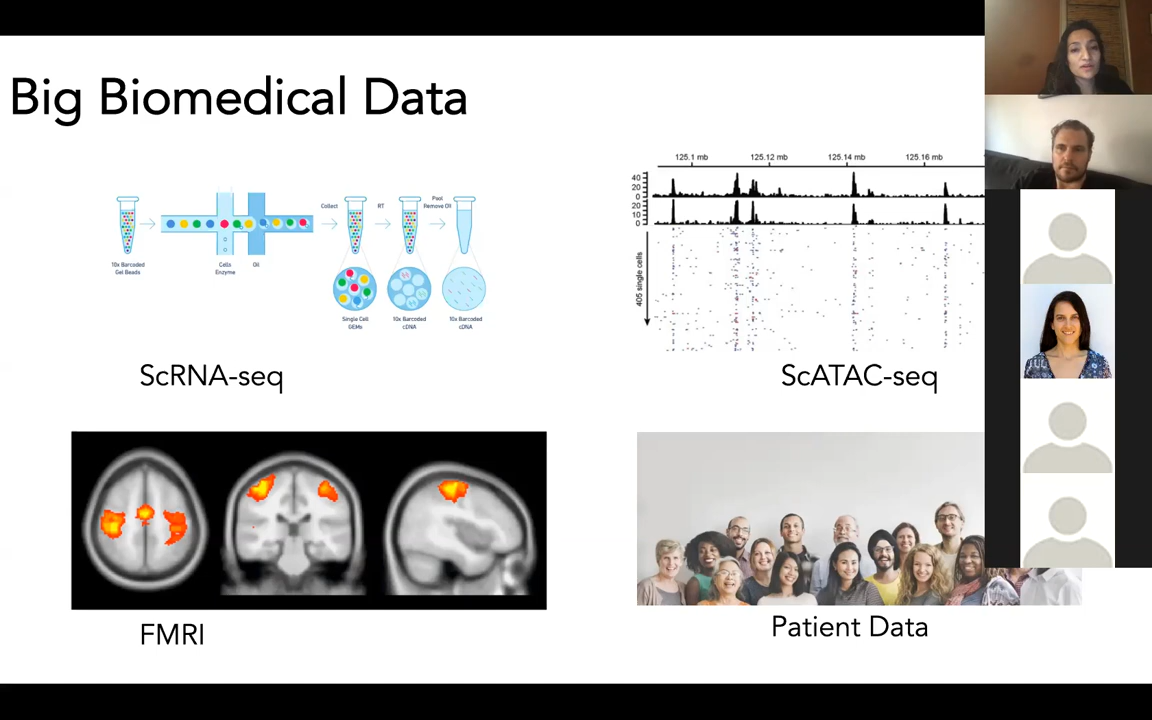 Big Biomedical Data
Collect
RT
Pool
Remove Oil
10x Barcoded
Gel Beads
Cells
Enzyme
Oil
Single Cell
GEMs
10x Barcoded
cDNA
10x Barcoded
cDNA
ScRNA-seq
125.1 mb
125.12 mb
125.14 mb
125.16 mb
40
20
0
20
10
0
405 single cells
ScATAC-seq
FMRI
Patient Data